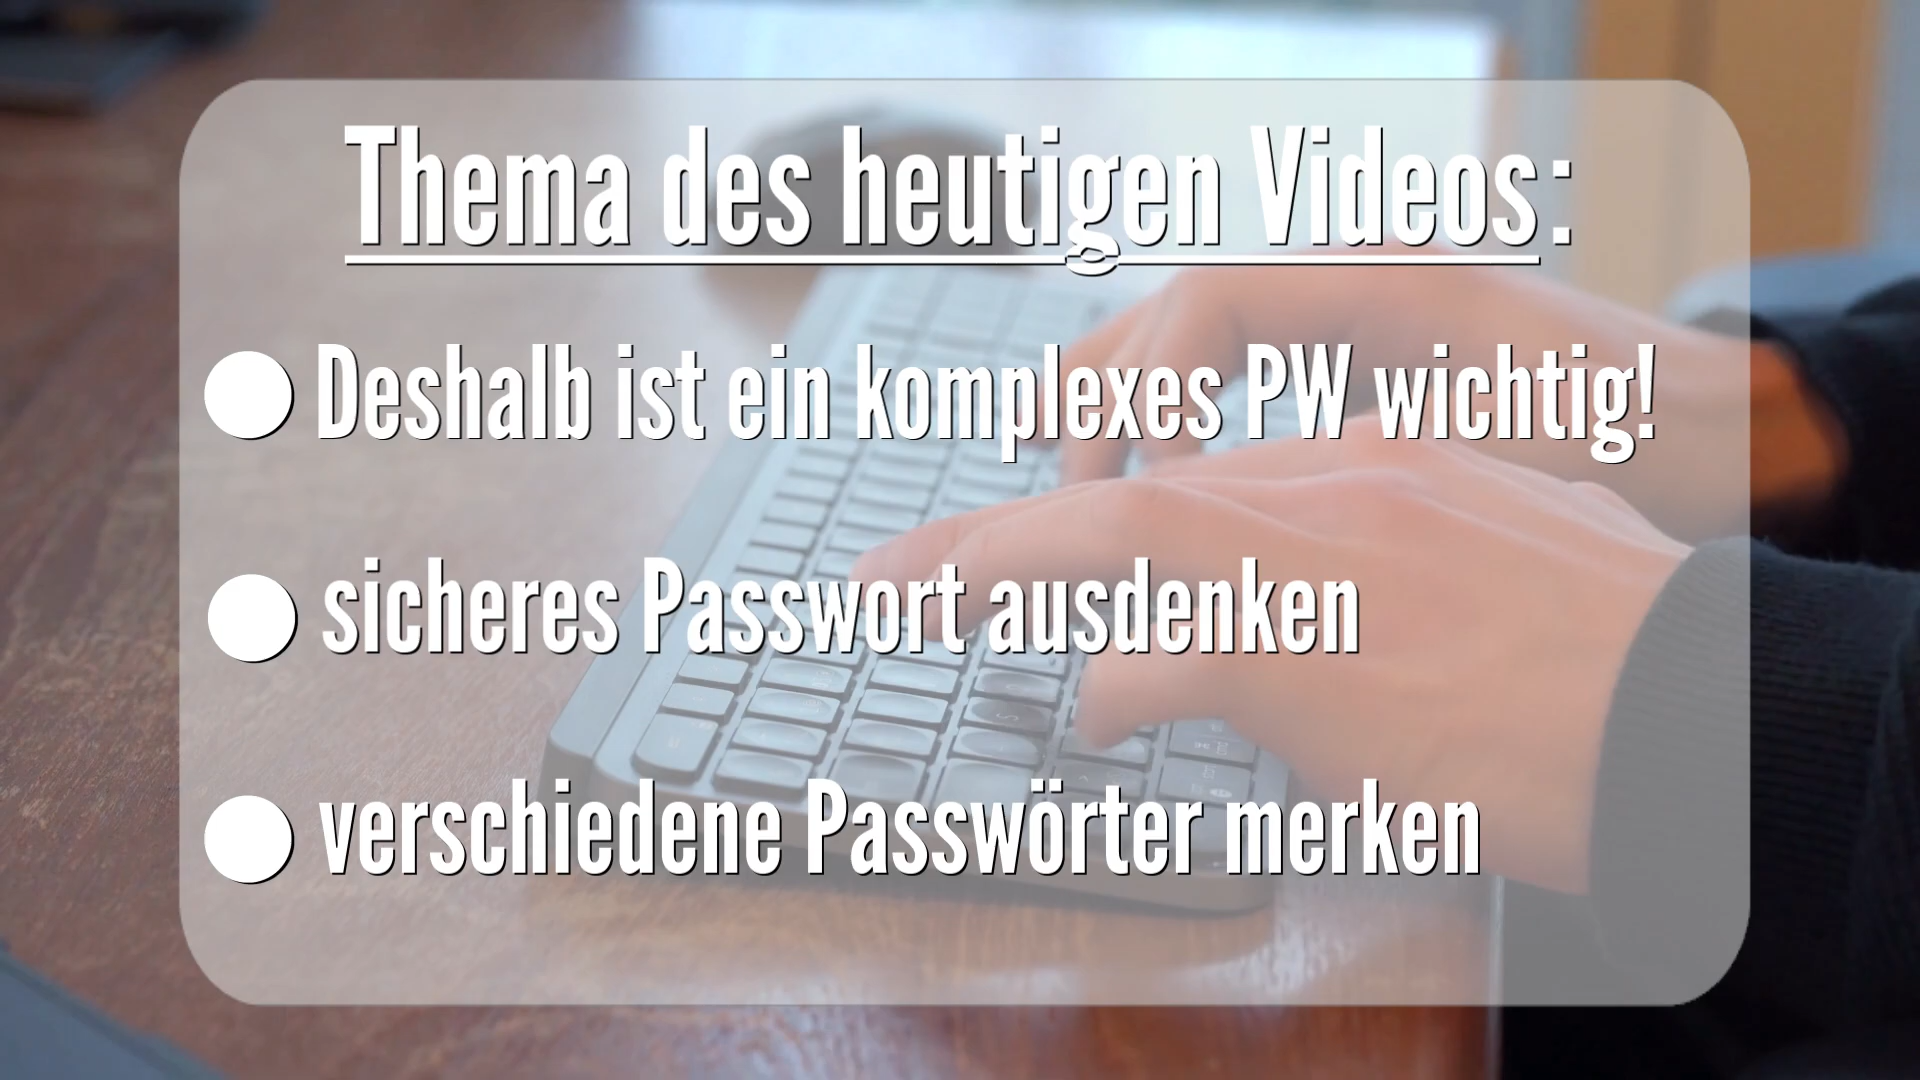 Thema des heutigen Videos:
Deshalb ist ein komplexes PW wichtig!
sicheres Passwort ausdenken
verschiedene Passwörter merken